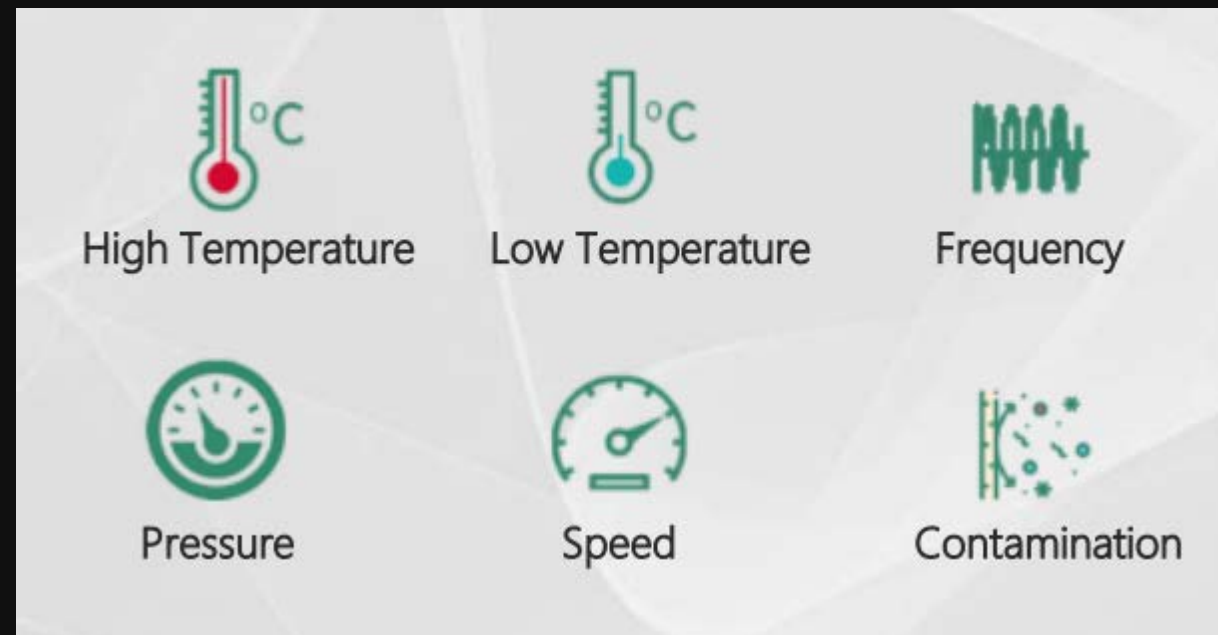 °C °C
High Temperature Low Temperature Frequency
Pressure Speed Contamination